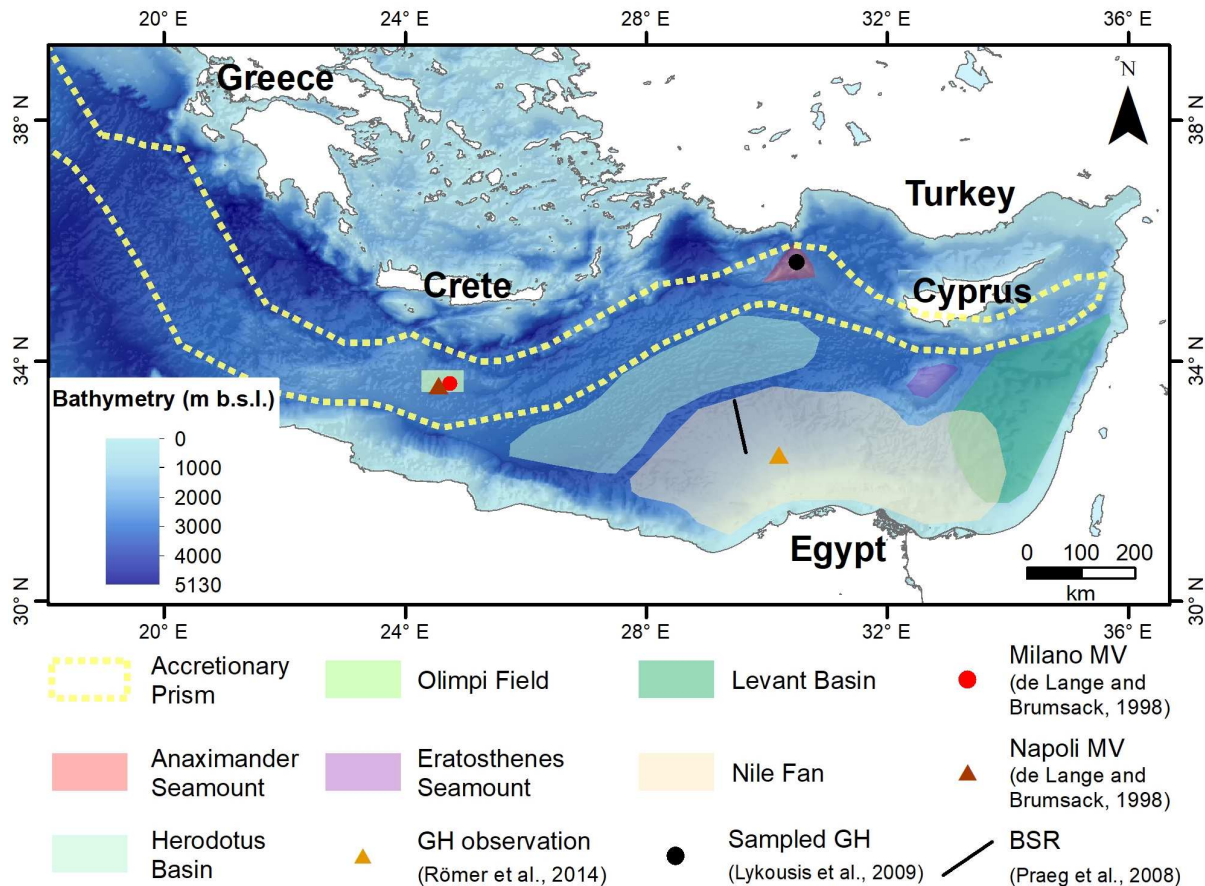 20° E 24° E 28° E 32° E 36° E
N
38° N
38° N
Greece
Turkey
Crete
Cyprus
34° N
34° N
Bathymetry (m b.s.l.)
0
1000
2000
3000
4000
5130
Egypt
0 100 200
km
30° N
30° N
20° E 24° E 28° E 32° E 36° E
Accretionary
Prism
Olimpi Field
Levant Basin
Milano MV
(de Lange and
Brumsack, 1998)
Anaximander
Seamount
Eratosthenes
Seamount
Nile Fan
Napoli MV
(de Lange and
Brumsack, 1998)
Herodotus
Basin
GH observation
(Römer et al., 2014)
Sampled GH
(Lykousis et al., 2009)
BSR
(Praeg et al., 2008)